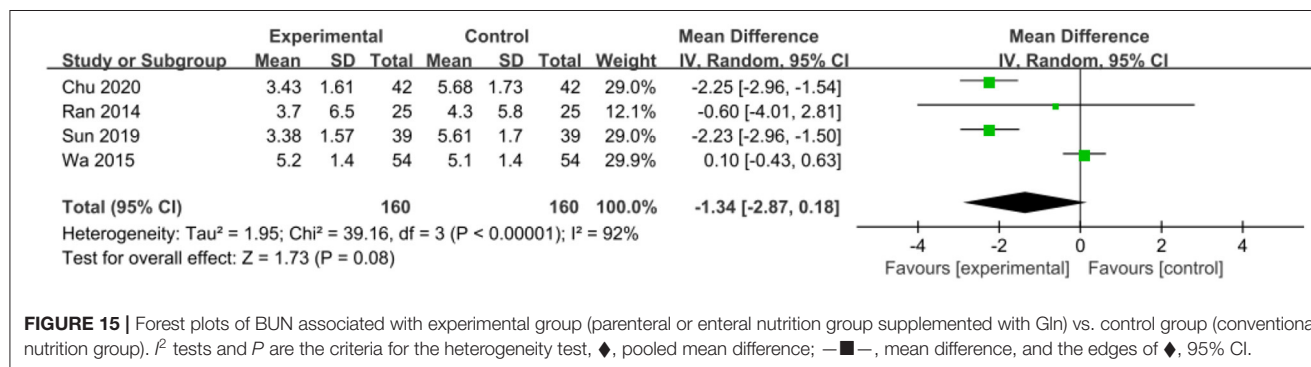 Experimental Control Mean Difference Mean Difference
Study or Subgroup Mean SD Total Mean SD Total Weight IV, Random, 95% CI IV, Random, 95% CI
Chu 2020 3.43 1.61 42 5.68 1.73 42 29.0% -2.25 [-2.96, -1.54]
Ran 2014 3.7 6.5 25 4.3 5.8 25 12.1% -0.60 [-4.01, 2.81]
Sun 2019 3.38 1.57 39 5.61 1.7 39 29.0% -2.23 [-2.96, -1.50]
Wa 2015 5.2 1.4 54 5.1 1.4 54 29.9% 0.10 [-0.43, 0.63]
Total (95% CI) 160 160 100.0% -1.34 [-2.87, 0.18]
Heterogeneity: Tau² = 1.95; Chi² = 39.16, df = 3 (P < 0.00001); I² = 92%
Test for overall effect: Z = 1.73 (P = 0.08)
-4 -2 0 2 4
Favours [experimental] Favours [control]
FIGURE 15 | Forest plots of BUN associated with experimental group (parenteral or enteral nutrition group supplemented with Gln) vs. control group (conventiona
nutrition group). I² tests and P are the criteria for the heterogeneity test, ♦, pooled mean difference; —■—, mean difference, and the edges of ♦, 95% CI.